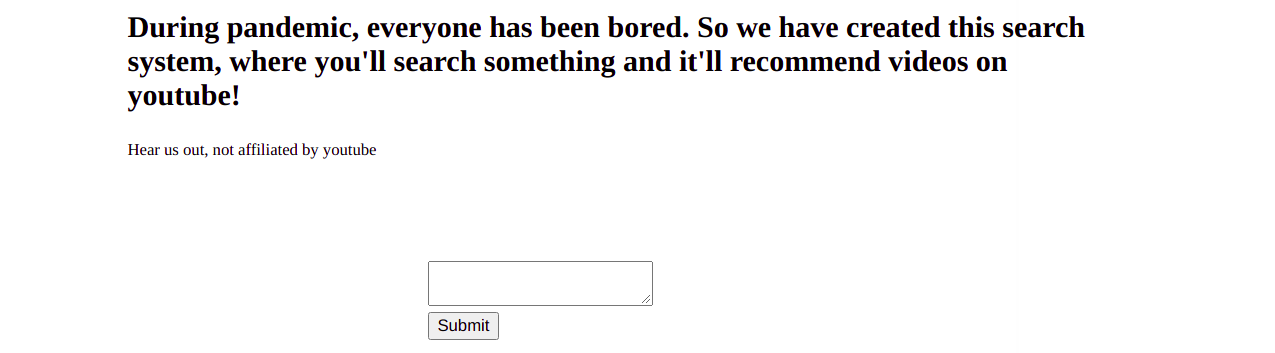 During pandemic, everyone has been bored. So we have created this search
system, where you'll search something and it'll recommend videos on
youtube!
Hear us out, not affiliated by youtube
Submit